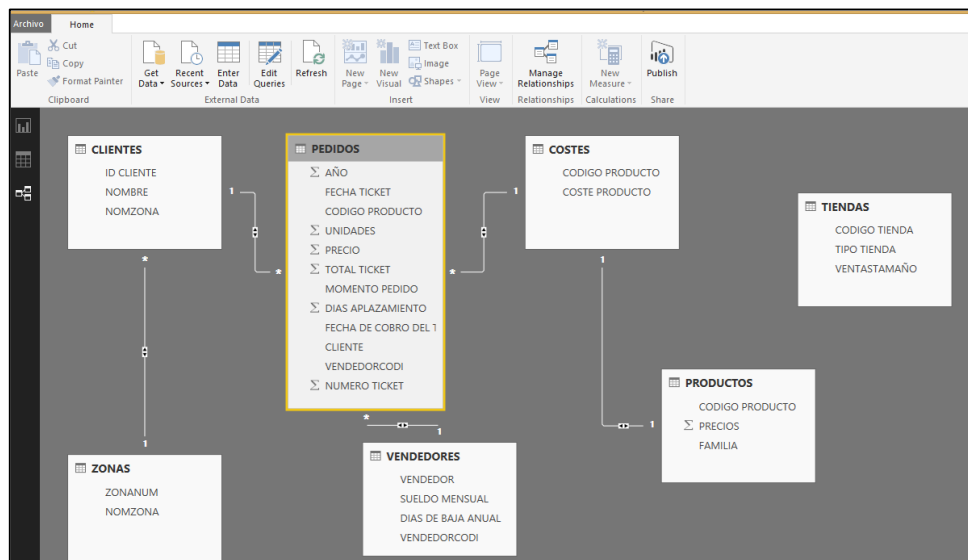 Archivo
Home
Paste
Cut
Copy
Format Painter
Clipboard
Get Data
Recent Sources
Enter Data
Edit Queries
Refresh
External Data
New Page
New Visual
Text Box
Image
Shapes
Insert
Page View
View
Manage Relationships
Relationships
New Measure
Calculations
Publish
Share
CLIENTES
ID CLIENTE
NOMBRE
NOMZONA
1
*
*
1
PEDIDOS
Σ AÑO
FECHA TICKET
CODIGO PRODUCTO
Σ UNIDADES
Σ PRECIO
Σ TOTAL TICKET
MOMENTO PEDIDO
Σ DIAS APLAZAMIENTO
FECHA DE COBRO DEL T
CLIENTE
VENDEDORCODI
Σ NUMERO TICKET
1
*
*
1
COSTES
CODIGO PRODUCTO
COSTE PRODUCTO
1
1
TIENDAS
CODIGO TIENDA
TIPO TIENDA
VENTASTAMAÑO
PRODUCTOS
CODIGO PRODUCTO
Σ PRECIOS
FAMILIA
ZONAS
ZONANUM
NOMZONA
VENDEDORES
VENDEDOR
SUELDO MENSUAL
DIAS DE BAJA ANUAL
VENDEDORCODI